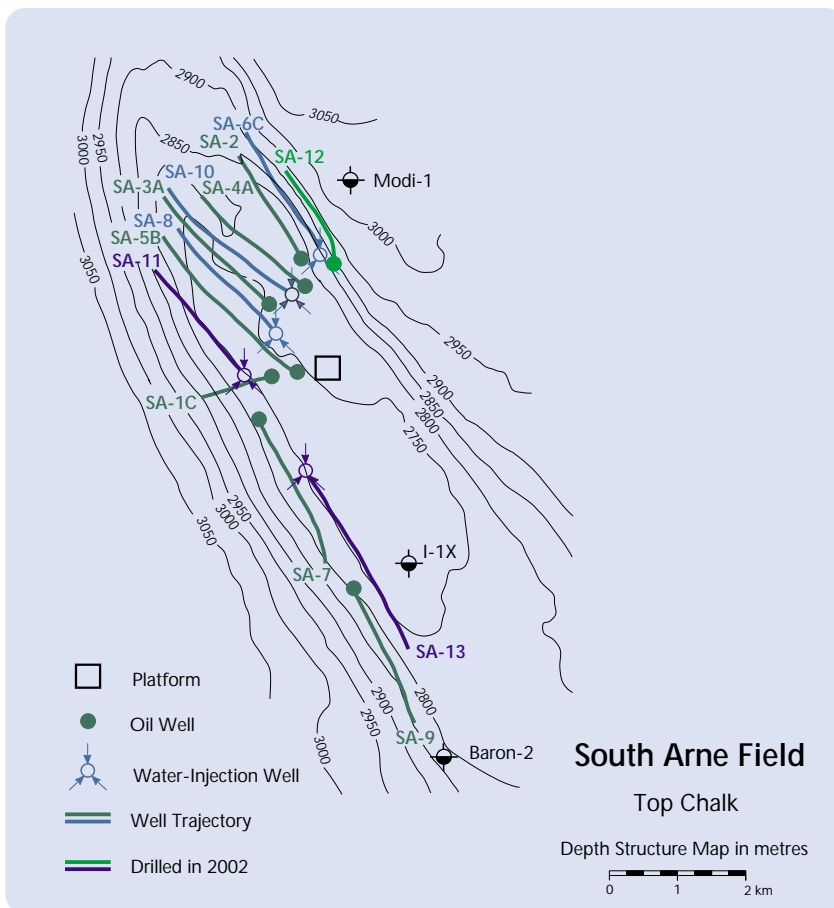 2900
3050
3000
2950
SA-6C
SA-2
2850
SA-12
SA-10
Modi-1
SA-3A
SA-4A
SA-8
3000
SA-5B
SA-11
3050
2950
2900
2850
2800
SA-1C
2750
2950
3000
3050
I-1X
SA-7
SA-13
Platform
2800
2900
2950
3000
Oil Well
SA-9
Baron-2
South Arne Field
Water-Injection Well
Top Chalk
Well Trajectory
Depth Structure Map in metres
Drilled in 2002
0 1 2 km